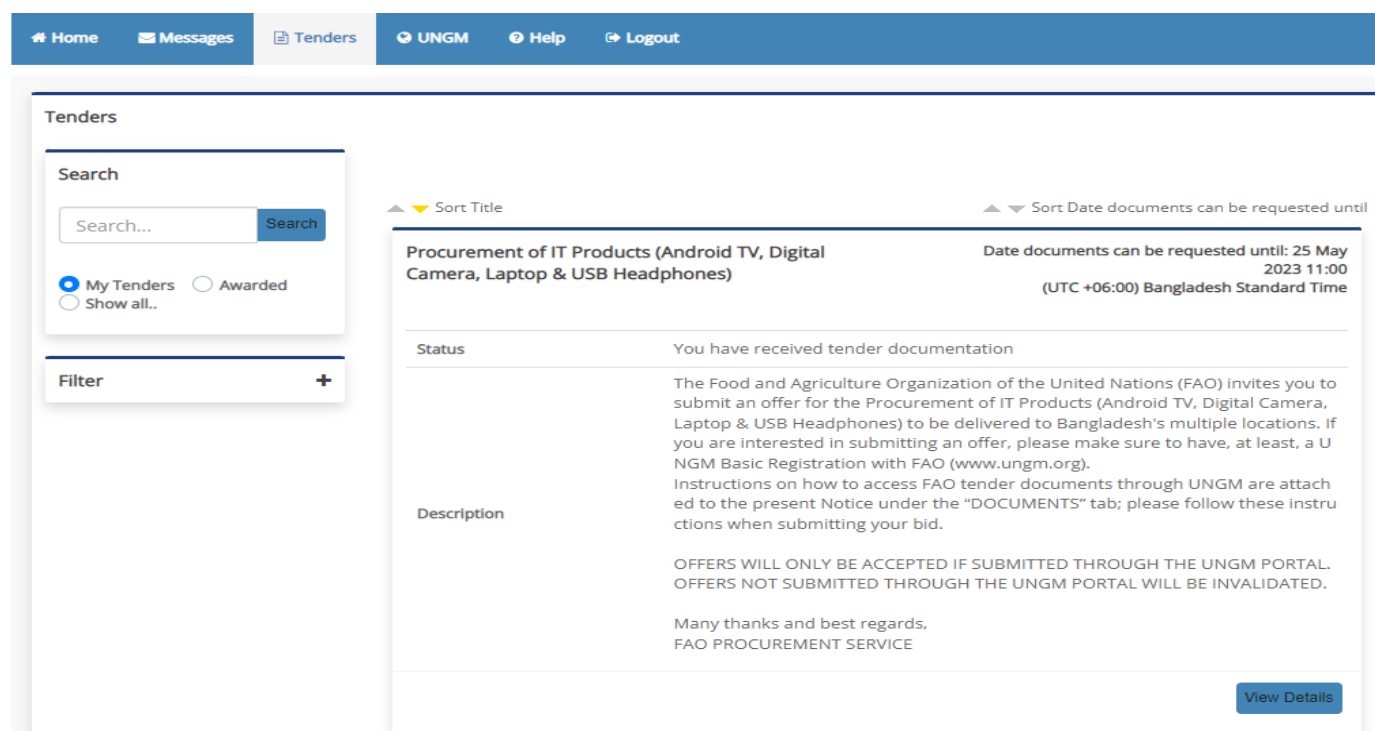 Home Messages Tenders UNGM Help Logout
Tenders
Search
Search... Search
My Tenders Awarded
Show all..
Filter +
Sort Title Sort Date documents can be requested until
Procurement of IT Products (Android TV, Digital
Camera, Laptop & USB Headphones)
Date documents can be requested until: 25 May
2023 11:00
(UTC +06:00) Bangladesh Standard Time
Status You have received tender documentation
Description
The Food and Agriculture Organization of the United Nations (FAO) invites you to
submit an offer for the Procurement of IT Products (Android TV, Digital Camera,
Laptop & USB Headphones) to be delivered to Bangladesh's multiple locations. If
you are interested in submitting an offer, please make sure to have, at least, a U
NGM Basic Registration with FAO (www.ungm.org).
Instructions on how to access FAO tender documents through UNGM are attach
ed to the present Notice under the “DOCUMENTS” tab; please follow these instru
ctions when submitting your bid.
OFFERS WILL ONLY BE ACCEPTED IF SUBMITTED THROUGH THE UNGM PORTAL.
OFFERS NOT SUBMITTED THROUGH THE UNGM PORTAL WILL BE INVALIDATED.
Many thanks and best regards,
FAO PROCUREMENT SERVICE
View Details